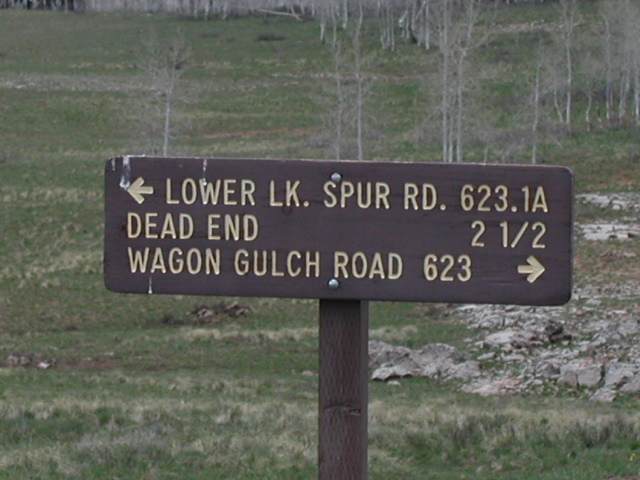 ← LOWER LK. SPUR RD. 623.1A
DEAD END 2 1/2
WAGON GULCH ROAD 623 →